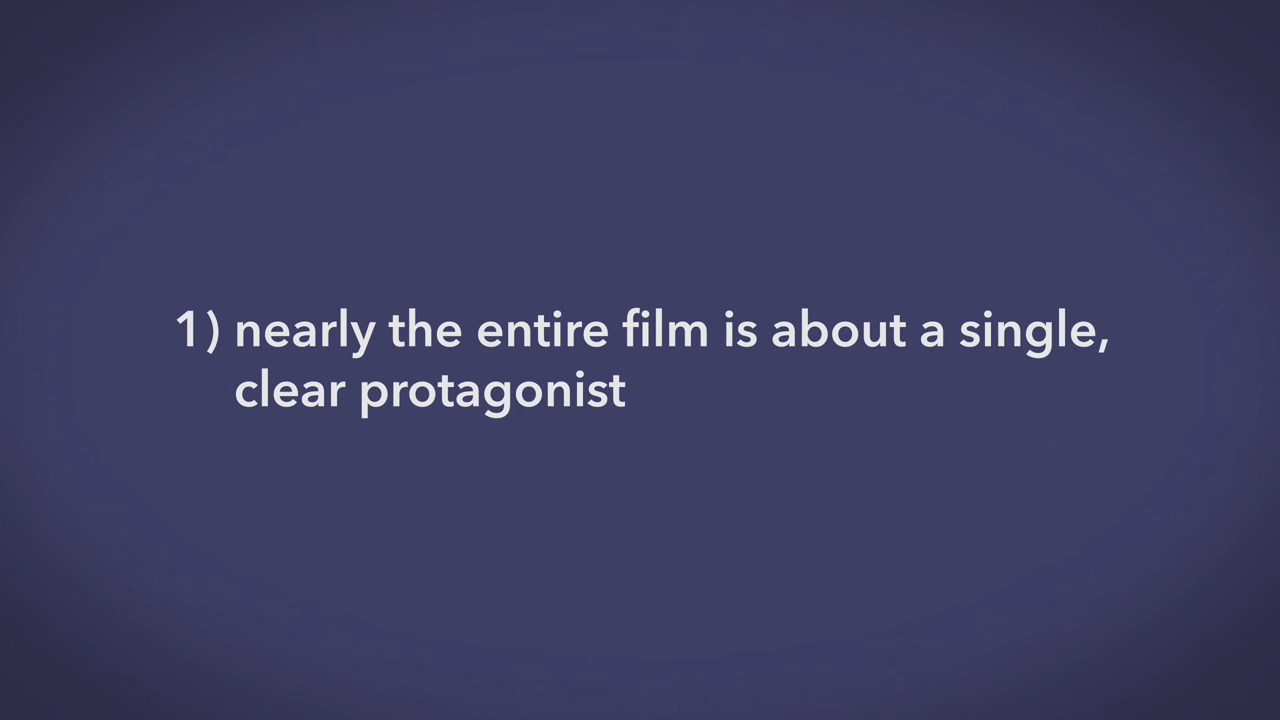 1) nearly the entire film is about a single,
clear protagonist